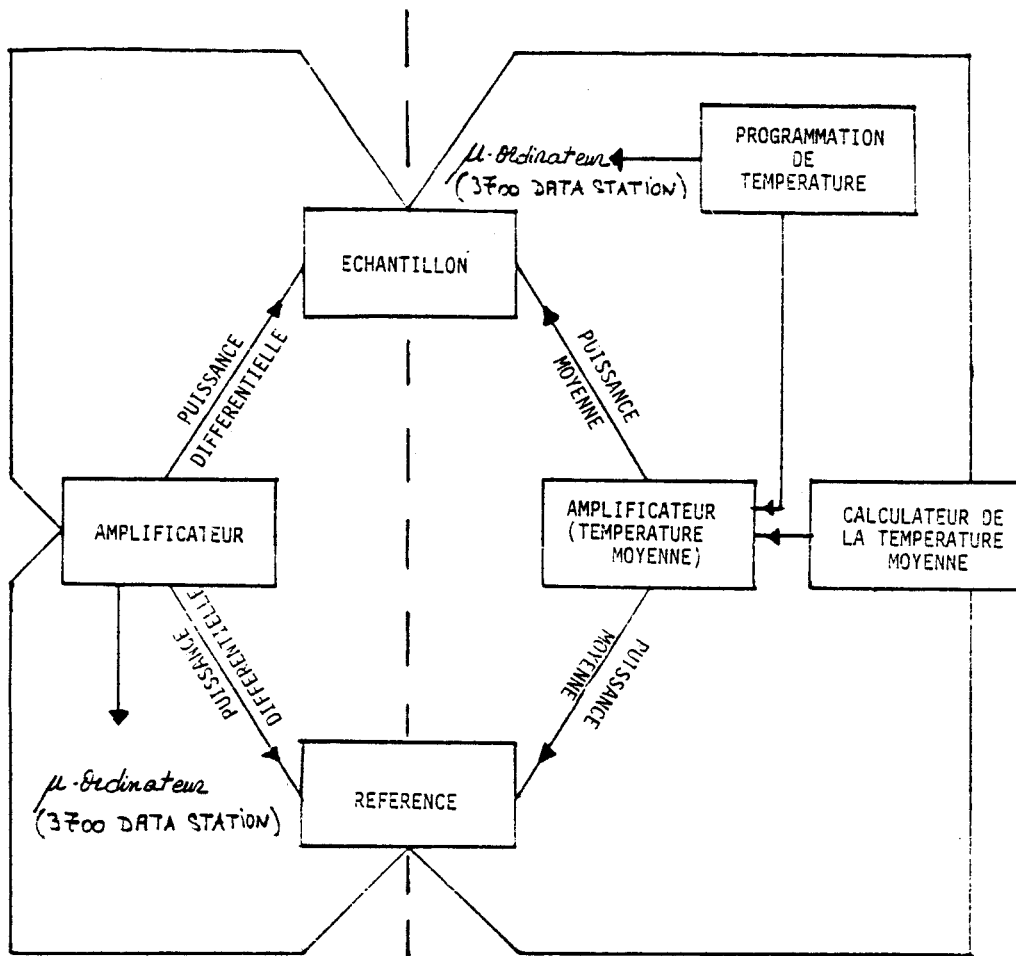 PROGRAMMATION
DE
TEMPERATURE
µ-Ordinateur
(3700 DATA STATION)
ECHANTILLON
PUISSANCE
DIFFERENTIELLE
PUISSANCE
MOYENNE
AMPLIFICATEUR
AMPLIFICATEUR
(TEMPERATURE
MOYENNE)
CALCULATEUR DE
LA TEMPERATURE
MOYENNE
DIFFERENTIELLE
PUISSANCE
MOYENNE
PUISSANCE
µ-Ordinateur
(3700 DATA STATION)
REFERENCE